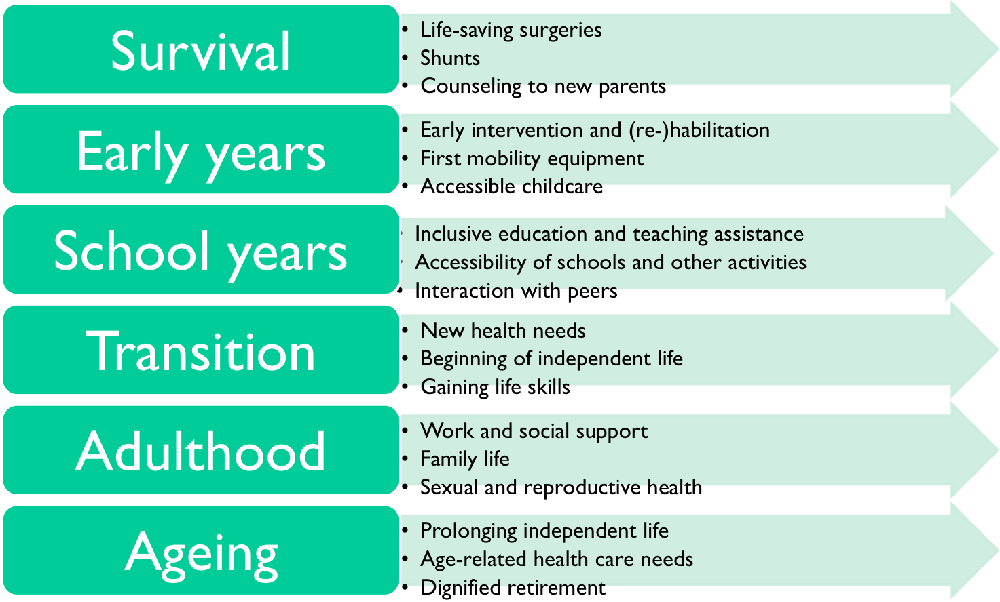 Survival
• Life-saving surgeries
• Shunts
• Counseling to new parents
Early years
• Early intervention and (re-)habilitation
• First mobility equipment
• Accessible childcare
School years
• Inclusive education and teaching assistance
• Accessibility of schools and other activities
• Interaction with peers
Transition
• New health needs
• Beginning of independent life
• Gaining life skills
Adulthood
• Work and social support
• Family life
• Sexual and reproductive health
Ageing
• Prolonging independent life
• Age-related health care needs
• Dignified retirement